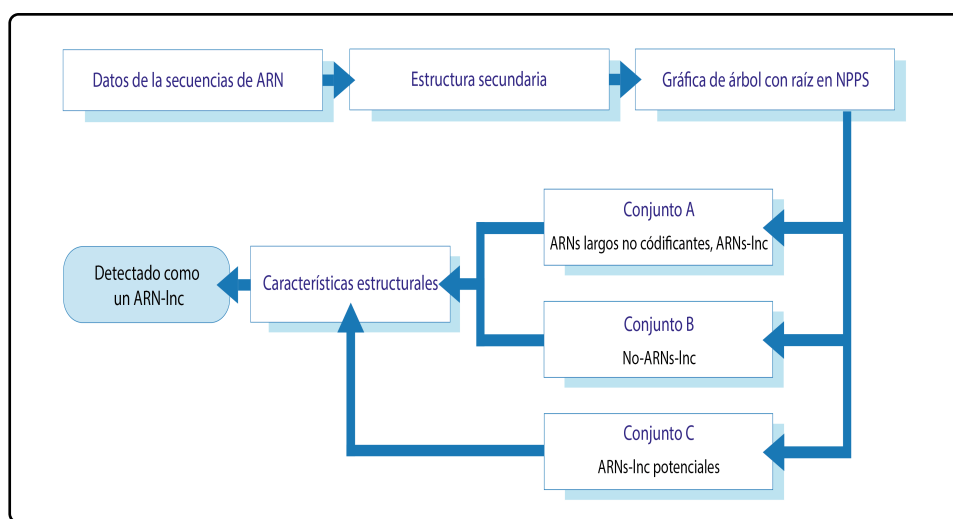 Datos de la secuencias de ARN
Estructura secundaria
Gráfica de árbol con raíz en NPPS
Conjunto A
ARNs largos no códificantes, ARNs-lnc
Detectado como
un ARN-lnc
Características estructurales
Conjunto B
No-ARNs-lnc
Conjunto C
ARNs-lnc potenciales